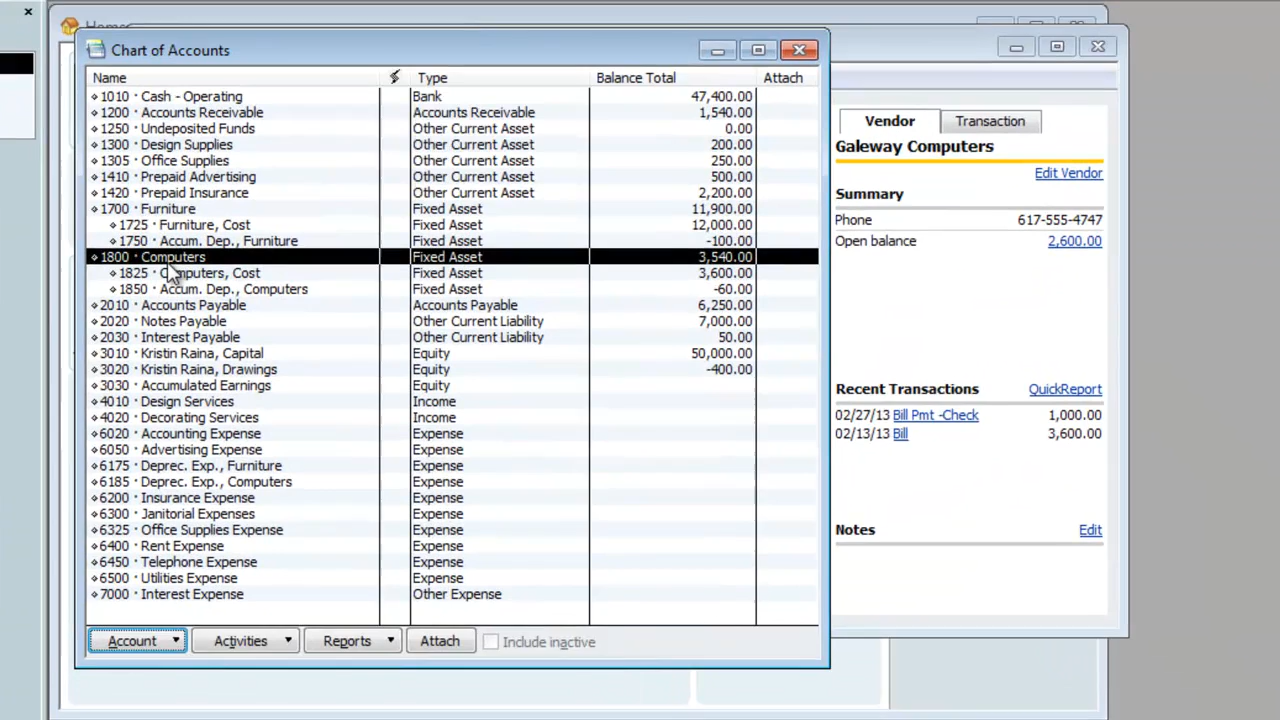 Home
Chart of Accounts
Name Type Balance Total Attach
1010 · Cash - Operating Bank 47,400.00
1200 · Accounts Receivable Accounts Receivable 1,540.00
1250 · Undeposited Funds Other Current Asset 0.00
1300 · Design Supplies Other Current Asset 200.00
1305 · Office Supplies Other Current Asset 250.00
1410 · Prepaid Advertising Other Current Asset 500.00
1420 · Prepaid Insurance Other Current Asset 2,200.00
1700 · Furniture Fixed Asset 11,900.00
1725 · Furniture, Cost Fixed Asset 12,000.00
1750 · Accum. Dep., Furniture Fixed Asset -100.00
1800 · Computers Fixed Asset 3,540.00
1825 · Computers, Cost Fixed Asset 3,600.00
1850 · Accum. Dep., Computers Fixed Asset -60.00
2010 · Accounts Payable Accounts Payable 6,250.00
2020 · Notes Payable Other Current Liability 7,000.00
2030 · Interest Payable Other Current Liability 50.00
3010 · Kristin Raina, Capital Equity 50,000.00
3020 · Kristin Raina, Drawings Equity -400.00
3030 · Accumulated Earnings Equity
4010 · Design Services Income
4020 · Decorating Services Income
6020 · Accounting Expense Expense
6050 · Advertising Expense Expense
6175 · Deprec. Exp., Furniture Expense
6185 · Deprec. Exp., Computers Expense
6200 · Insurance Expense Expense
6300 · Janitorial Expenses Expense
6325 · Office Supplies Expense Expense
6400 · Rent Expense Expense
6450 · Telephone Expense Expense
6500 · Utilities Expense Expense
7000 · Interest Expense Other Expense
Account Activities Reports Attach Include inactive
Vendor Transaction
Galeway Computers
Edit Vendor
Summary
Phone 617-555-4747
Open balance 2,600.00
Recent Transactions QuickReport
02/27/13 Bill Pmt -Check 1,000.00
02/13/13 Bill 3,600.00
Notes Edit